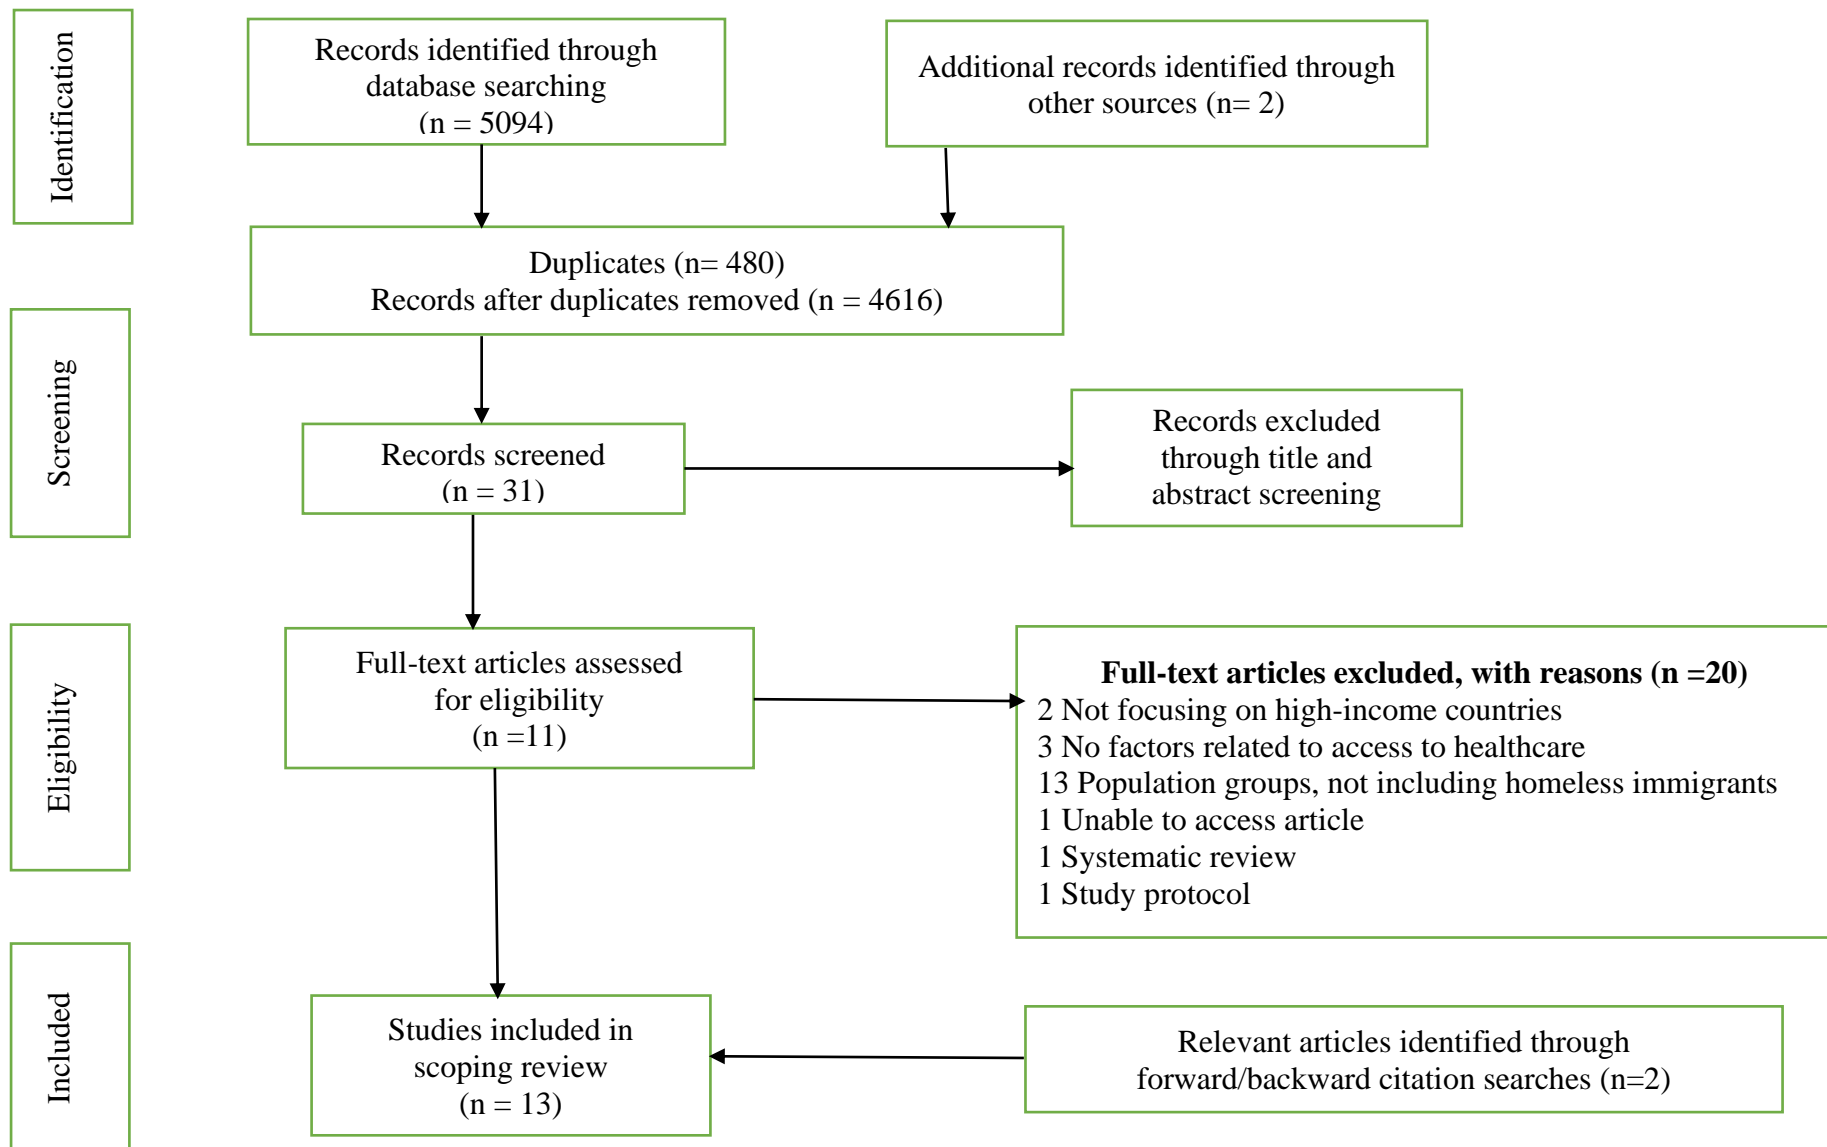 Identification
Records identified through
database searching
(n = 5094)
Additional records identified through
other sources (n= 2)
Duplicates (n= 480)
Records after duplicates removed (n = 4616)
Screening
Records screened
(n = 31)
Records excluded
through title and
abstract screening
Eligibility
Full-text articles assessed
for eligibility
(n =11)
Full-text articles excluded, with reasons (n =20)
2 Not focusing on high-income countries
3 No factors related to access to healthcare
13 Population groups, not including homeless immigrants
1 Unable to access article
1 Systematic review
1 Study protocol
Included
Studies included in
scoping review
(n = 13)
Relevant articles identified through
forward/backward citation searches (n=2)